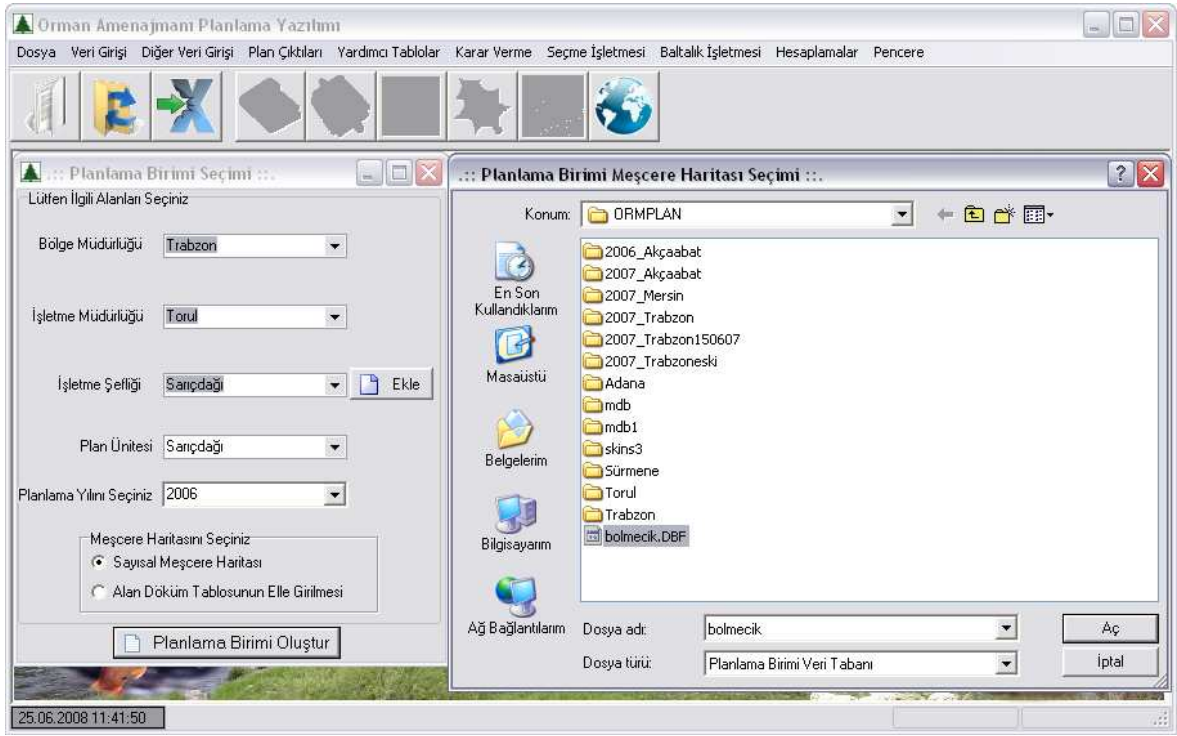 Orman Amenajmanı Planlama Yazılımı
Dosya Veri Girişi Diğer Veri Girişi Plan Çıktıları Yardımcı Tablolar Karar Verme Seçme İşletmesi Baltalık İşletmesi Hesaplamalar Pencere
.:: Planlama Birimi Seçimi ::.
Lütfen İlgili Alanları Seçiniz
Bölge Müdürlüğü Trabzon
İşletme Müdürlüğü Torul
İşletme Şefliği Sarıçdağı Ekle
Plan Ünitesi Sarıçdağı
Planlama Yılını Seçiniz 2006
Meşcere Haritasını Seçiniz
Sayısal Meşcere Haritası
Alan Döküm Tablosunun Elle Girilmesi
Planlama Birimi Oluştur
.:: Planlama Birimi Meşcere Haritası Seçimi ::.
Konum: ORMPLAN
En Son
Kullandıklarım
Masaüstü
Belgelerim
Bilgisayarım
Ağ Bağlantılarım
2006_Akçaabat
2007_Akçaabat
2007_Mersin
2007_Trabzon
2007_Trabzon150607
2007_Trabzoneski
Adana
mdb
mdb1
skins3
Sürmene
Torul
Trabzon
bolmecik.DBF
Dosya adı: bolmecik Aç
Dosya türü: Planlama Birimi Veri Tabanı İptal
25.06.2008 11:41:50